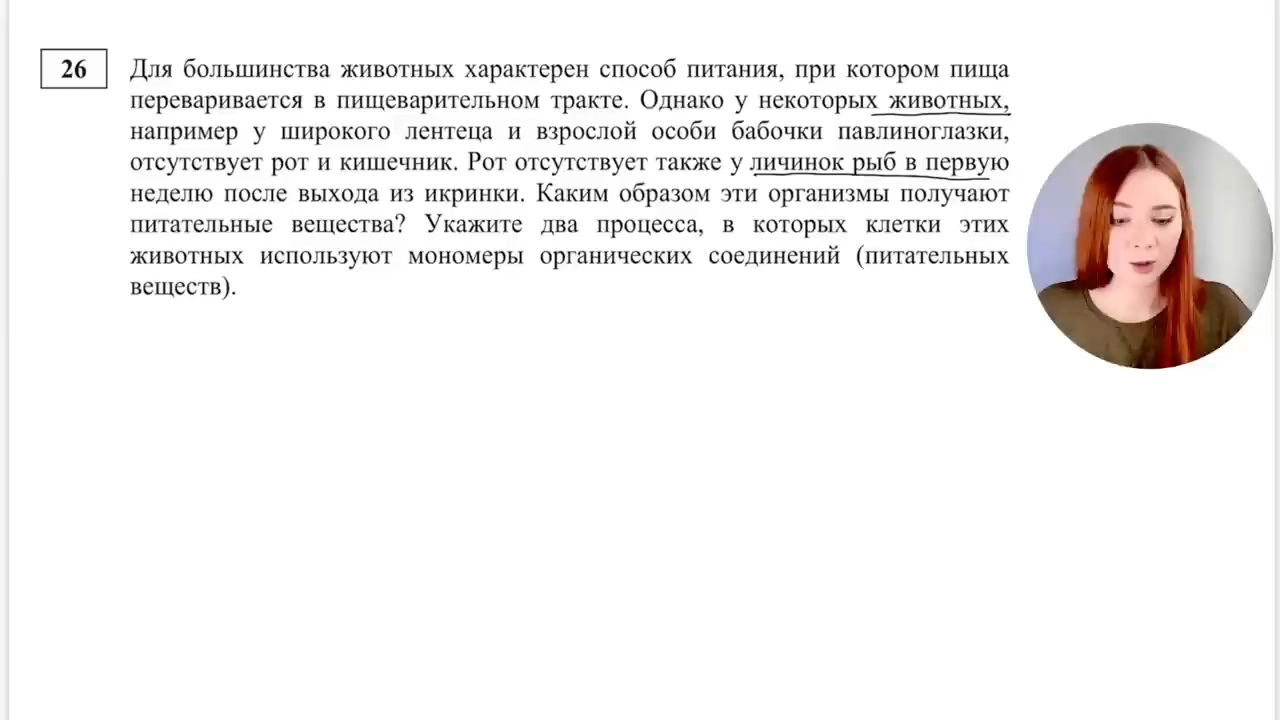 26
Для большинства животных характерен способ питания, при котором пища
переваривается в пищеварительном тракте. Однако у некоторых животных,
например у широкого лентеца и взрослой особи бабочки павлиноглазки,
отсутствует рот и кишечник. Рот отсутствует также у личинок рыб в первую
неделю после выхода из икринки. Каким образом эти организмы получают
питательные вещества? Укажите два процесса, в которых клетки этих
животных используют мономеры органических соединений (питательных
веществ).